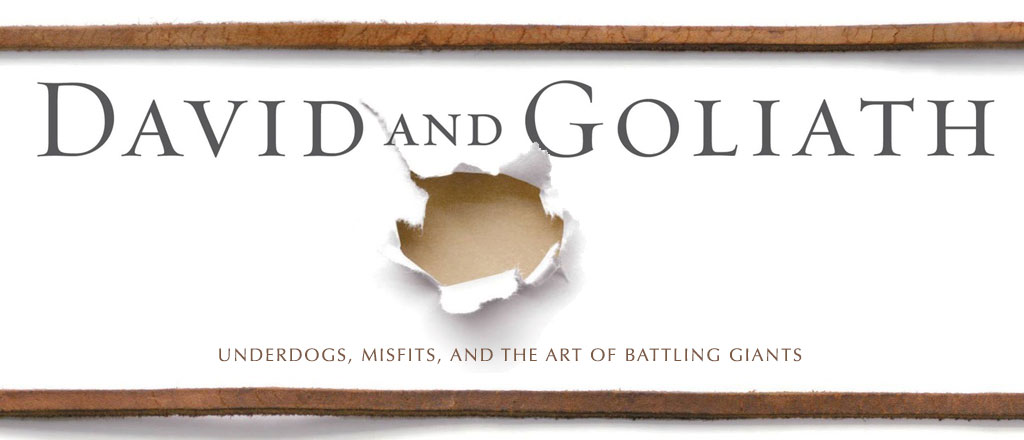 DAVID AND GOLIATH
UNDERDOGS, MISFITS, AND THE ART OF BATTLING GIANTS